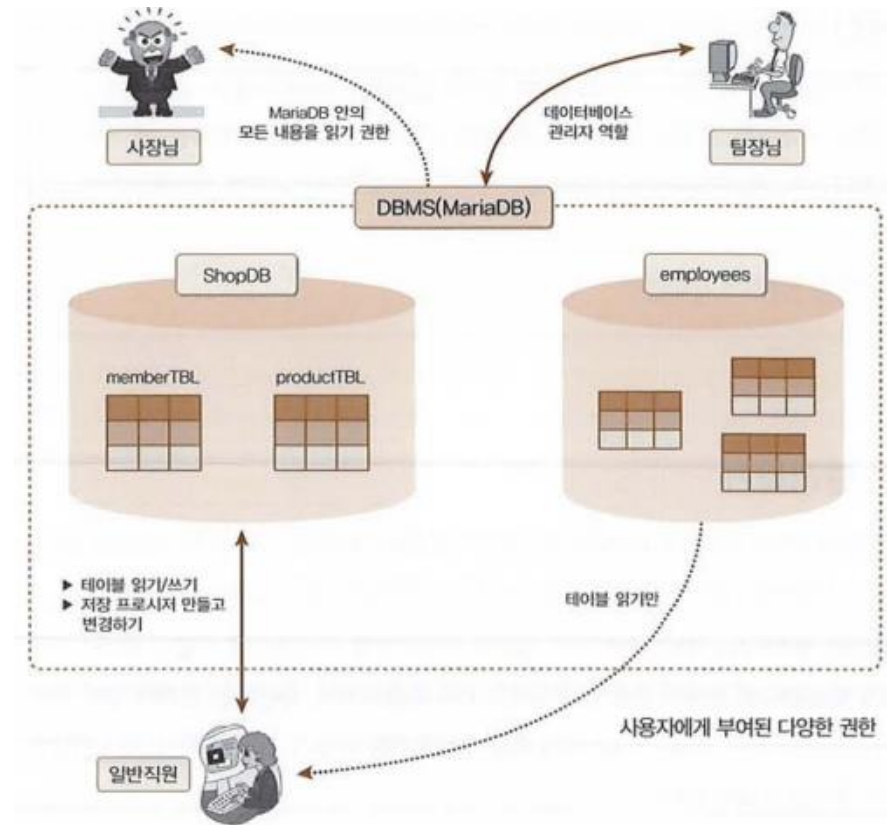 사장님
MariaDB 안의
모든 내용을 읽기 권한
데이터베이스
관리자 역할
팀장님
DBMS(MariaDB)
ShopDB
employees
memberTBL
productTBL
▶ 테이블 읽기/쓰기
▶ 저장 프로시저 만들고
변경하기
테이블 읽기만
사용자에게 부여된 다양한 권한
일반직원